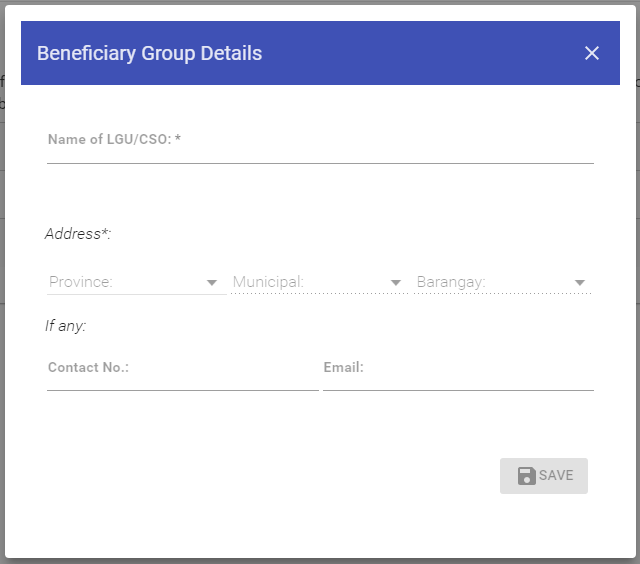 Beneficiary Group Details
Name of LGU/CSO: *
Address*:
Province: Municipal: Barangay:
If any:
Contact No.: Email:
SAVE